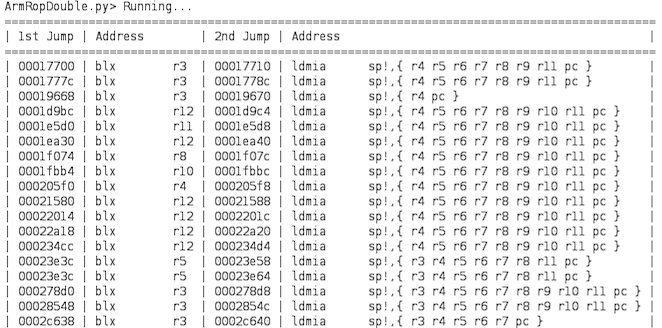 ArmRopDouble.py> Running...
================================================================================
| 1st Jump | Address          | 2nd Jump | Address                                          |
================================================================================
| 00017700 | blx       r3  | 00017710 | ldmia      sp!,{ r4 r5 r6 r7 r8 r9 r11 pc }      |
| 0001777c | blx       r3  | 0001778c | ldmia      sp!,{ r4 r5 r6 r7 r8 r9 r11 pc }      |
| 00019668 | blx       r3  | 00019670 | ldmia      sp!,{ r4 pc }                         |
| 0001d9bc | blx       r12 | 0001d9c4 | ldmia      sp!,{ r4 r5 r6 r7 r8 r9 r10 r11 pc }  |
| 0001e5d0 | blx       r11 | 0001e5d8 | ldmia      sp!,{ r4 r5 r6 r7 r8 r9 r10 r11 pc }  |
| 0001ea30 | blx       r12 | 0001ea40 | ldmia      sp!,{ r4 r5 r6 r7 r8 r9 r10 r11 pc }  |
| 0001f074 | blx       r8  | 0001f07c | ldmia      sp!,{ r4 r5 r6 r7 r8 r9 r10 r11 pc }  |
| 0001fbb4 | blx       r10 | 0001fbbc | ldmia      sp!,{ r4 r5 r6 r7 r8 r9 r10 r11 pc }  |
| 000205f0 | blx       r4  | 000205f8 | ldmia      sp!,{ r4 r5 r6 r7 r8 r9 r10 r11 pc }  |
| 00021580 | blx       r12 | 00021588 | ldmia      sp!,{ r4 r5 r6 r7 r8 r9 r10 r11 pc }  |
| 00022014 | blx       r12 | 0002201c | ldmia      sp!,{ r4 r5 r6 r7 r8 r9 r10 r11 pc }  |
| 00022a18 | blx       r12 | 00022a20 | ldmia      sp!,{ r4 r5 r6 r7 r8 r9 r10 r11 pc }  |
| 000234cc | blx       r12 | 000234d4 | ldmia      sp!,{ r4 r5 r6 r7 r8 r9 r10 r11 pc }  |
| 00023e3c | blx       r5  | 00023e58 | ldmia      sp!,{ r3 r4 r5 r6 r7 r8 r11 pc }      |
| 00023e3c | blx       r5  | 00023e64 | ldmia      sp!,{ r3 r4 r5 r6 r7 r8 r11 pc }      |
| 000278d0 | blx       r3  | 000278d8 | ldmia      sp!,{ r3 r4 r5 r6 r7 r8 r9 r10 r11 pc } |
| 00028548 | blx       r3  | 0002854c | ldmia      sp!,{ r3 r4 r5 r6 r7 r8 r9 r10 r11 pc } |
| 0002c638 | blx       r3  | 0002c640 | ldmia      sp!,{ r3 r4 r5 r6 r7 pc }             |